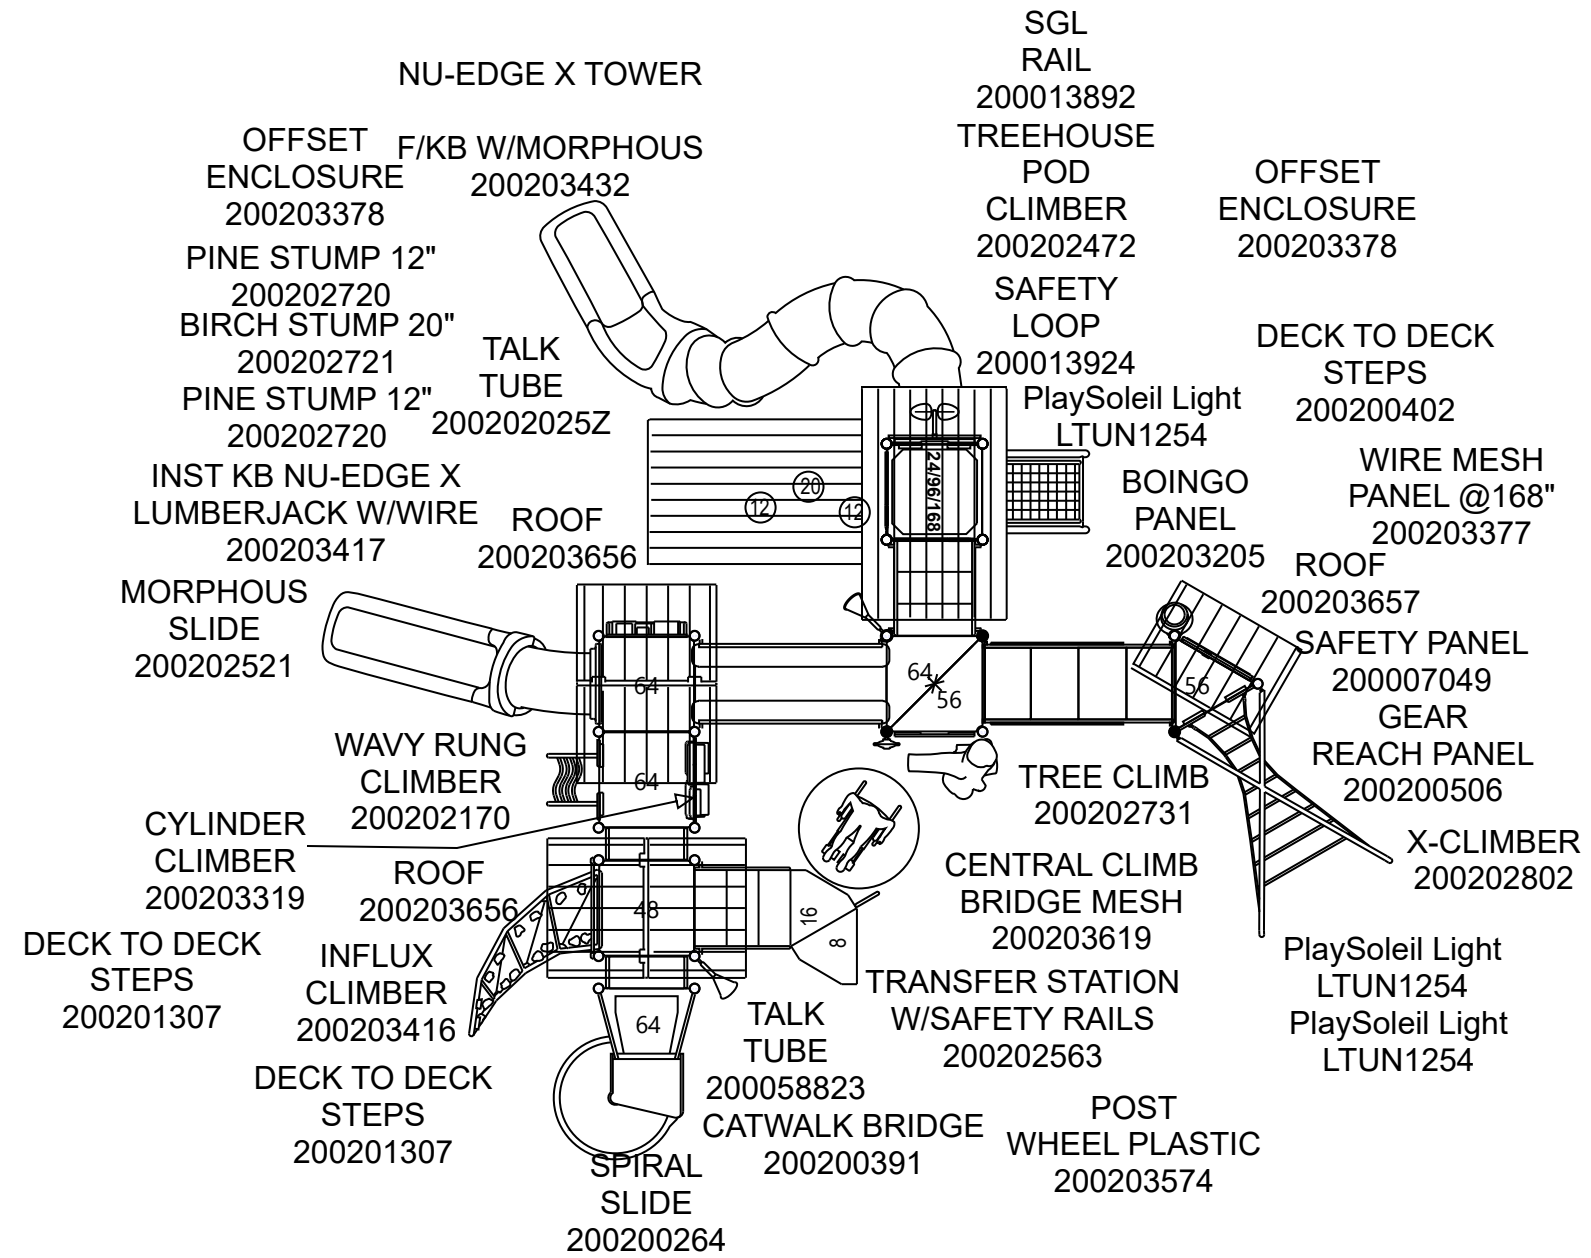 SGL
RAIL
200013892
NU-EDGE X TOWER
F/KB W/MORPHOUS
200203432
OFFSET
ENCLOSURE
200203378
TREEHOUSE
POD
CLIMBER
200202472
OFFSET
ENCLOSURE
200203378
PINE STUMP 12"
200202720
BIRCH STUMP 20"
200202721
PINE STUMP 12"
200202720
TALK
TUBE
200202025Z
SAFETY
LOOP
200013924
PlaySoleil Light
LTUN1254
DECK TO DECK
STEPS
200200402
INST KB NU-EDGE X
LUMBERJACK W/WIRE
200203417
ROOF
200203656
12
20
12
24/96/168
BOINGO
PANEL
200203205
WIRE MESH
PANEL @168"
200203377
ROOF
200203657
MORPHOUS
SLIDE
200202521
64
64
56
56
SAFETY PANEL
200007049
GEAR
REACH PANEL
200200506
WAVY RUNG
CLIMBER
200202170
64
TREE CLIMB
200202731
CYLINDER
CLIMBER
200203319
ROOF
200203656
48
16
8
CENTRAL CLIMB
BRIDGE MESH
200203619
X-CLIMBER
200202802
DECK TO DECK
STEPS
200201307
INFLUX
CLIMBER
200203416
64
TALK
TUBE
200058823
TRANSFER STATION
W/SAFETY RAILS
200202563
PlaySoleil Light
LTUN1254
PlaySoleil Light
LTUN1254
DECK TO DECK
STEPS
200201307
CATWALK BRIDGE
200200391
POST
WHEEL PLASTIC
200203574
SPIRAL
SLIDE
200200264